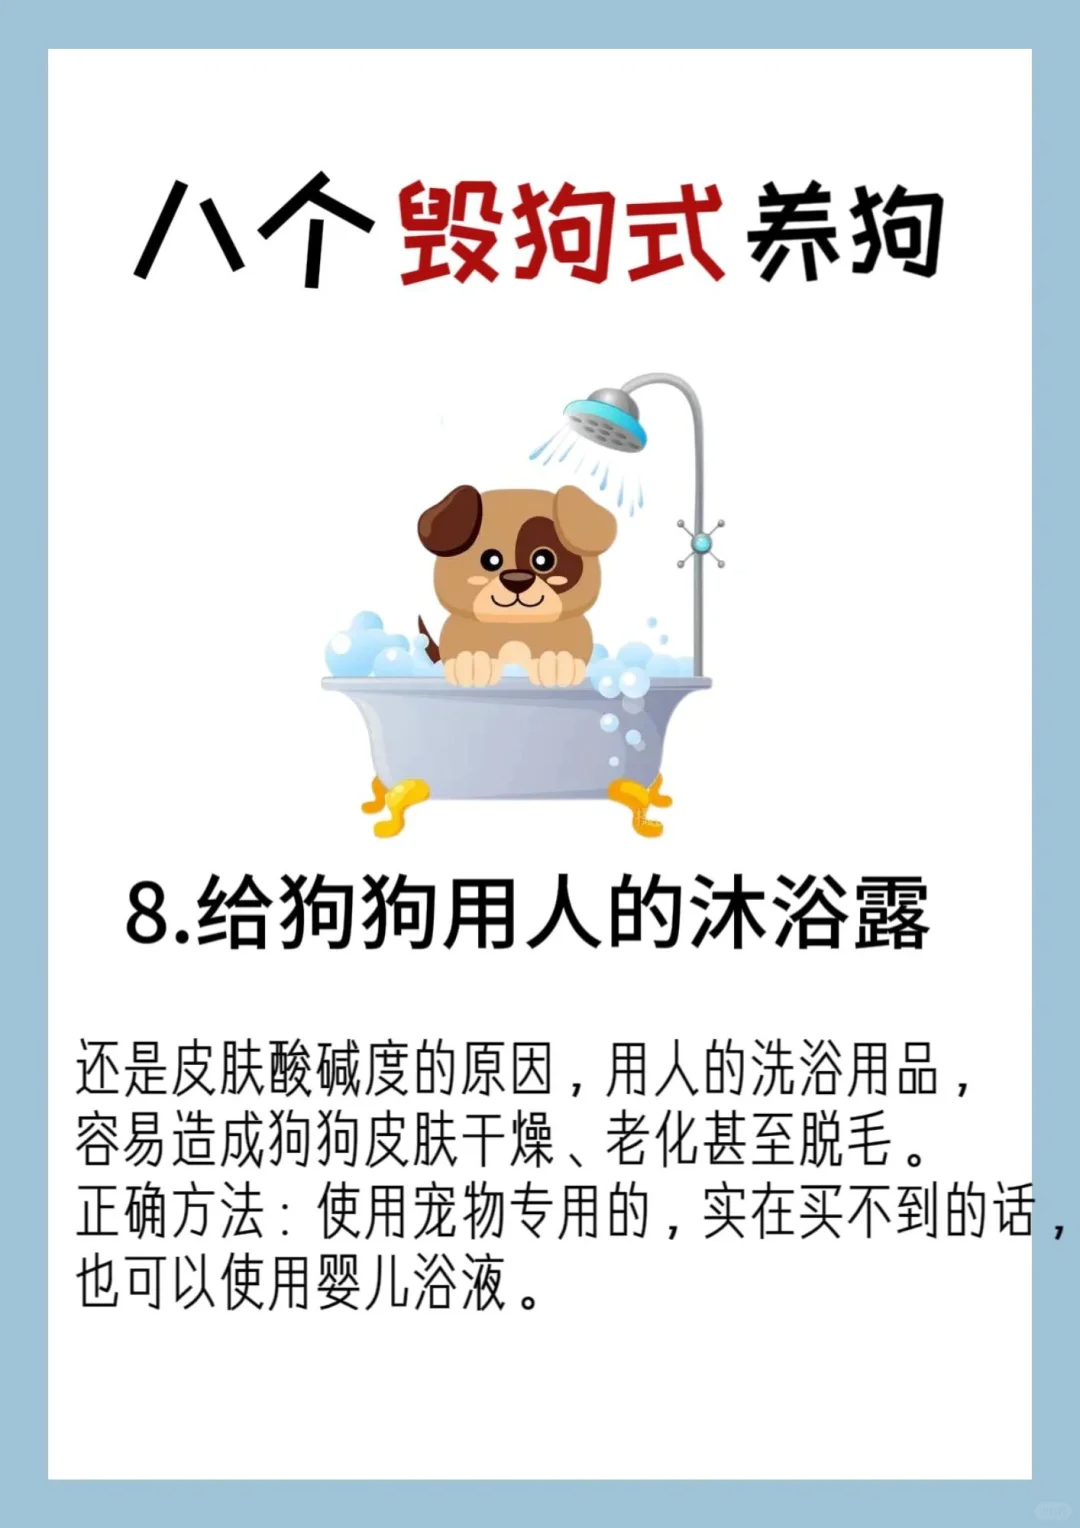 八个毁狗式养狗
8.给狗狗用人的沐浴露
还是皮肤酸碱度的原因，用人的洗浴用品，
容易造成狗狗皮肤干燥、老化甚至脱毛。
正确方法：使用宠物专用的，实在买不到的话，
也可以使用婴儿浴液。